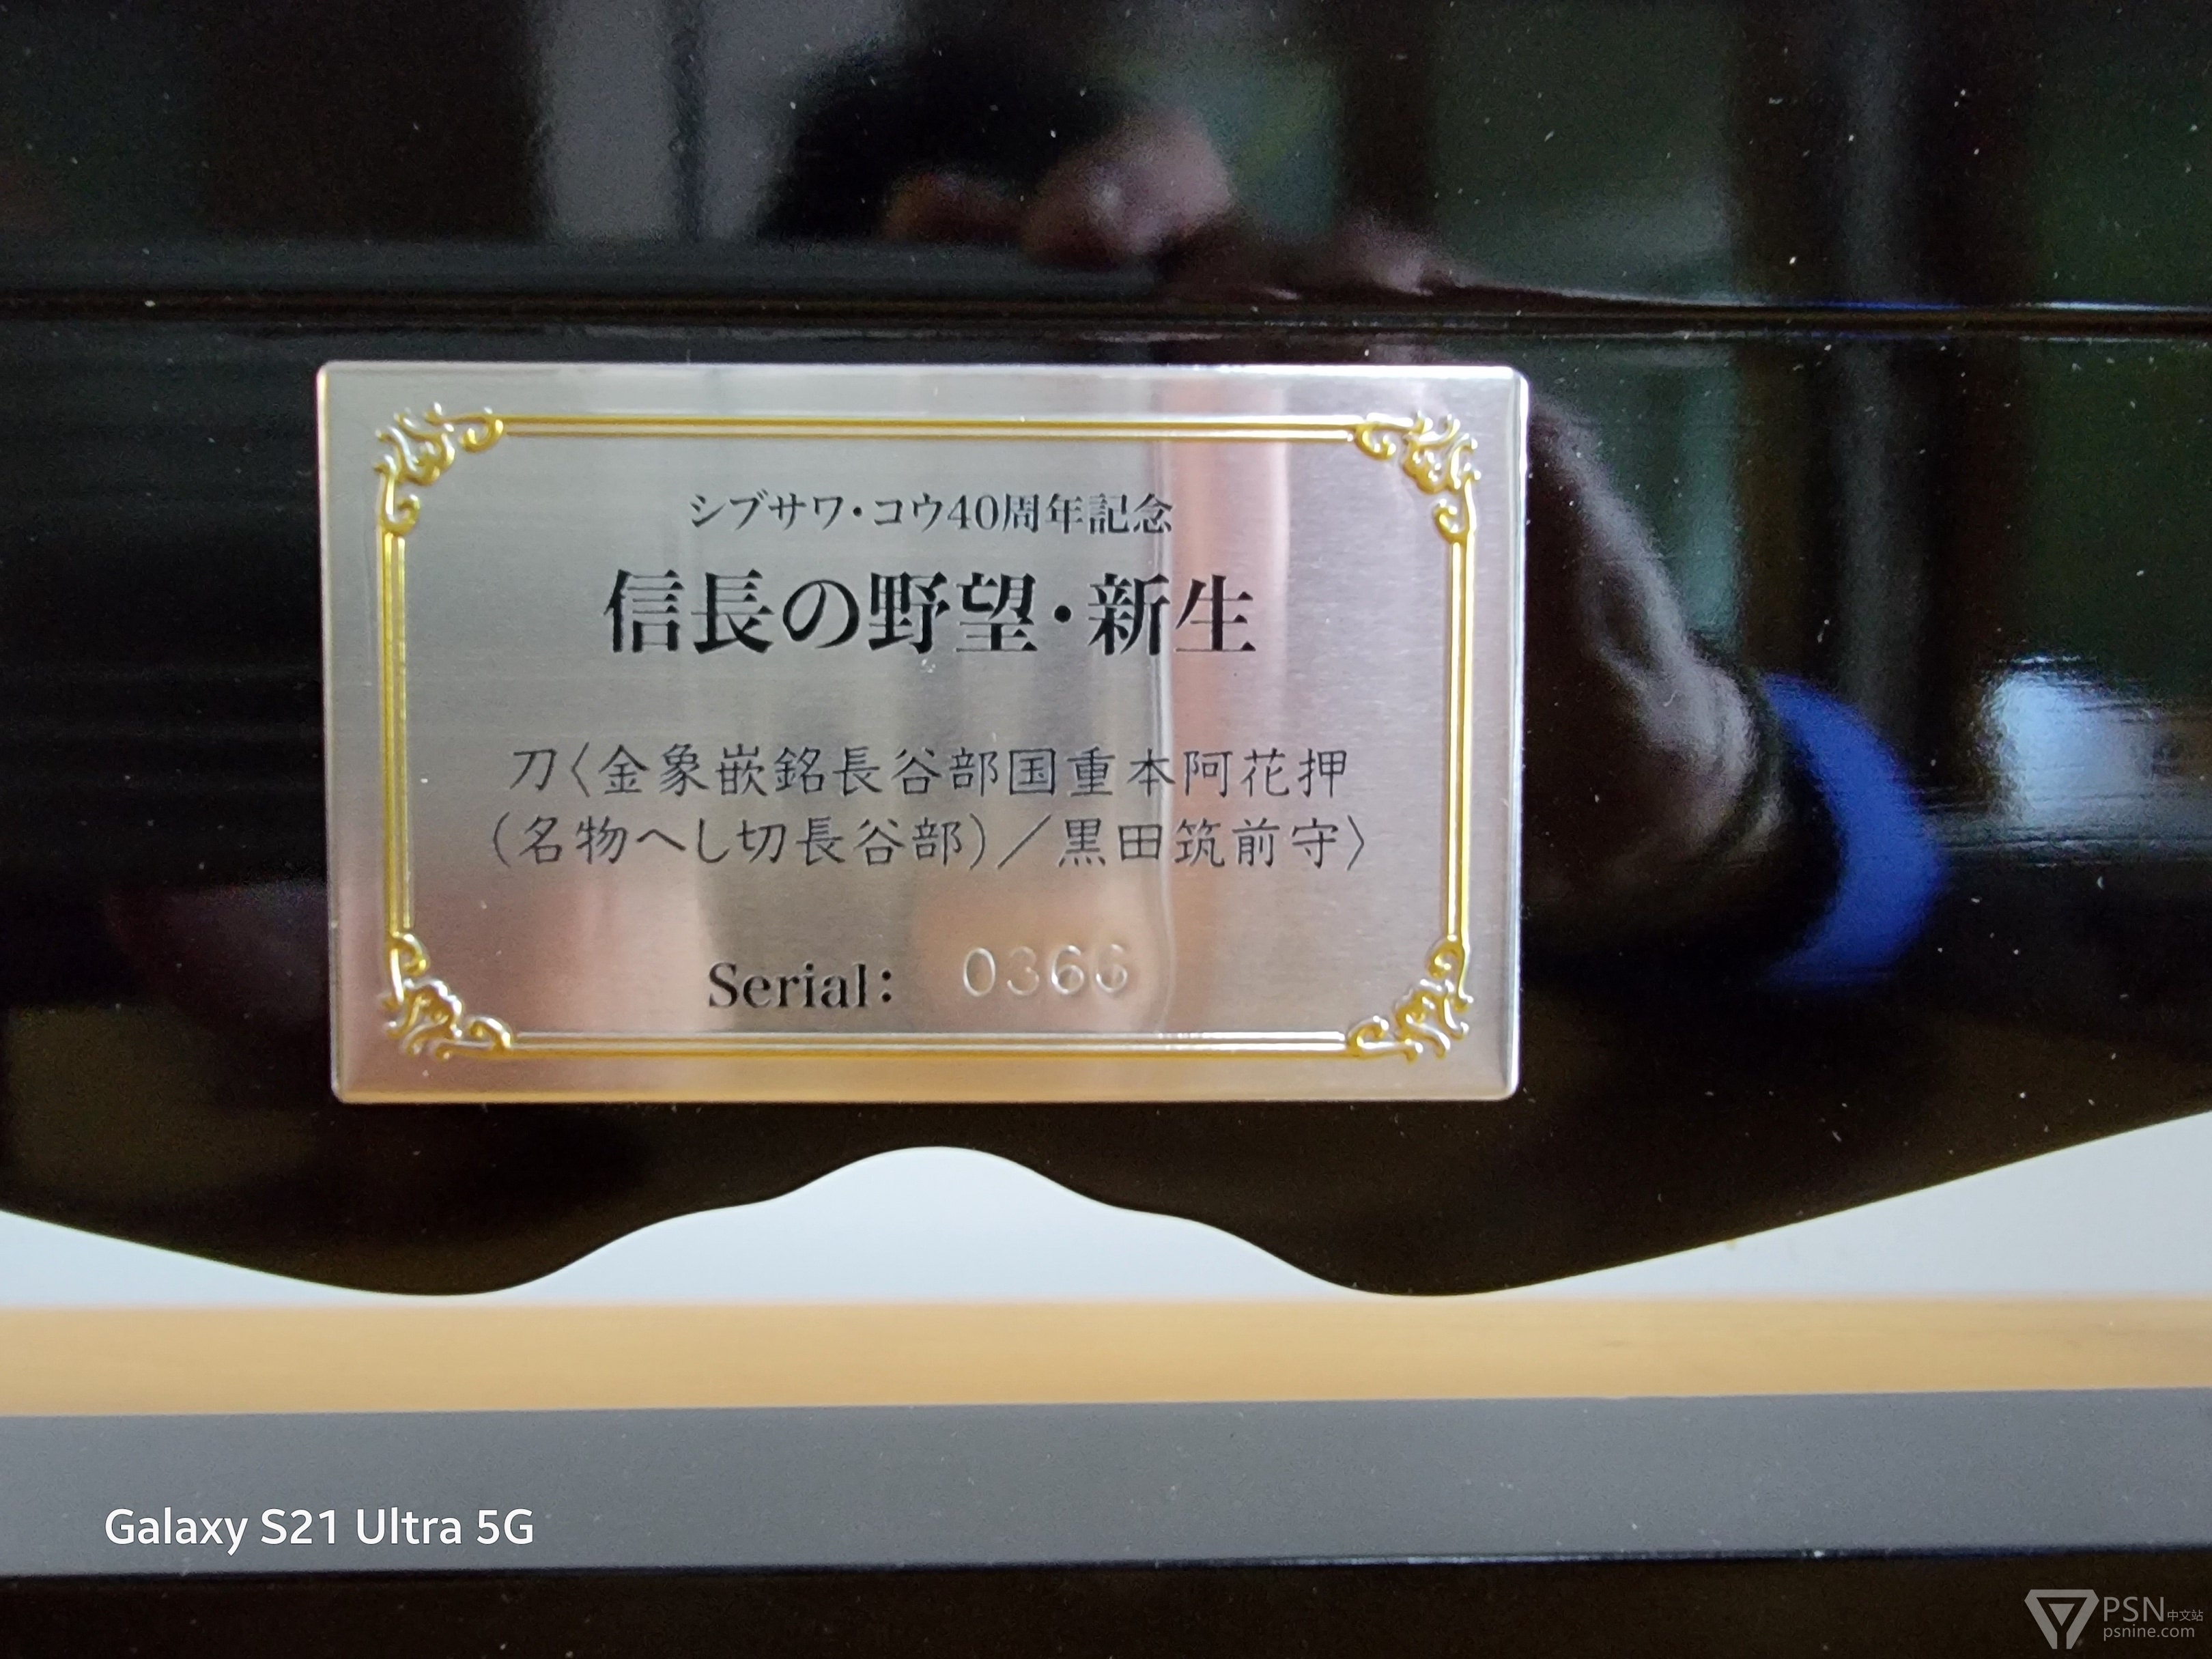 シブサワ・コウ40周年記念
信長の野望・新生
刀〈金象嵌銘長谷部国重本阿花押
(名物へし切長谷部)／黒田筑前守〉
Serial: 0366
Galaxy S21 Ultra 5G
PSN中文站
psnine.com